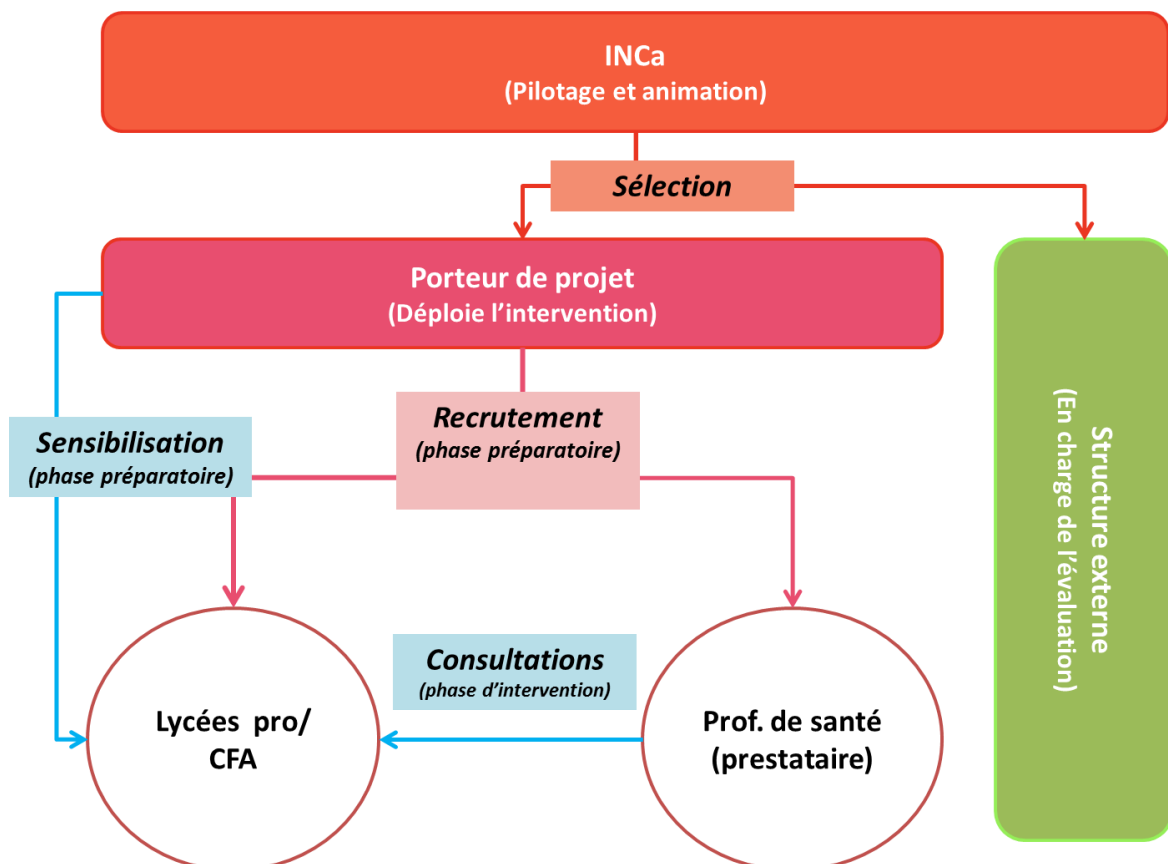 INCa
(Pilotage et animation)
Sélection
Porteur de projet
(Déploie l'intervention)
Recrutement
(phase préparatoire)
Sensibilisation
(phase préparatoire)
Structure externe
(En charge de l'évaluation)
Consultations
(phase d'intervention)
Lycées pro/
CFA
Prof. de santé
(prestataire)